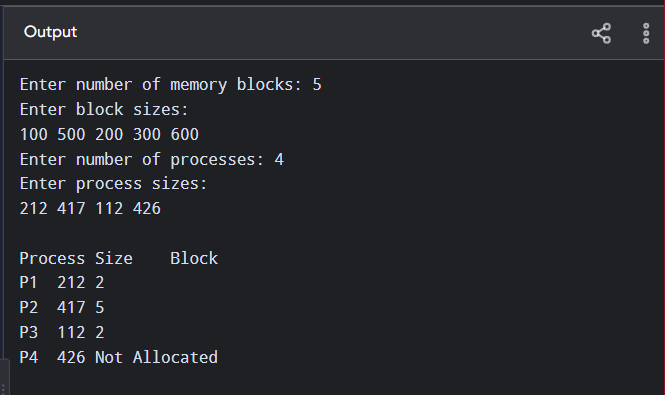 Output
Enter number of memory blocks: 5
Enter block sizes:
100 500 200 300 600
Enter number of processes: 4
Enter process sizes:
212 417 112 426
Process Size    Block
P1  212 2
P2  417 5
P3  112 2
P4  426 Not Allocated